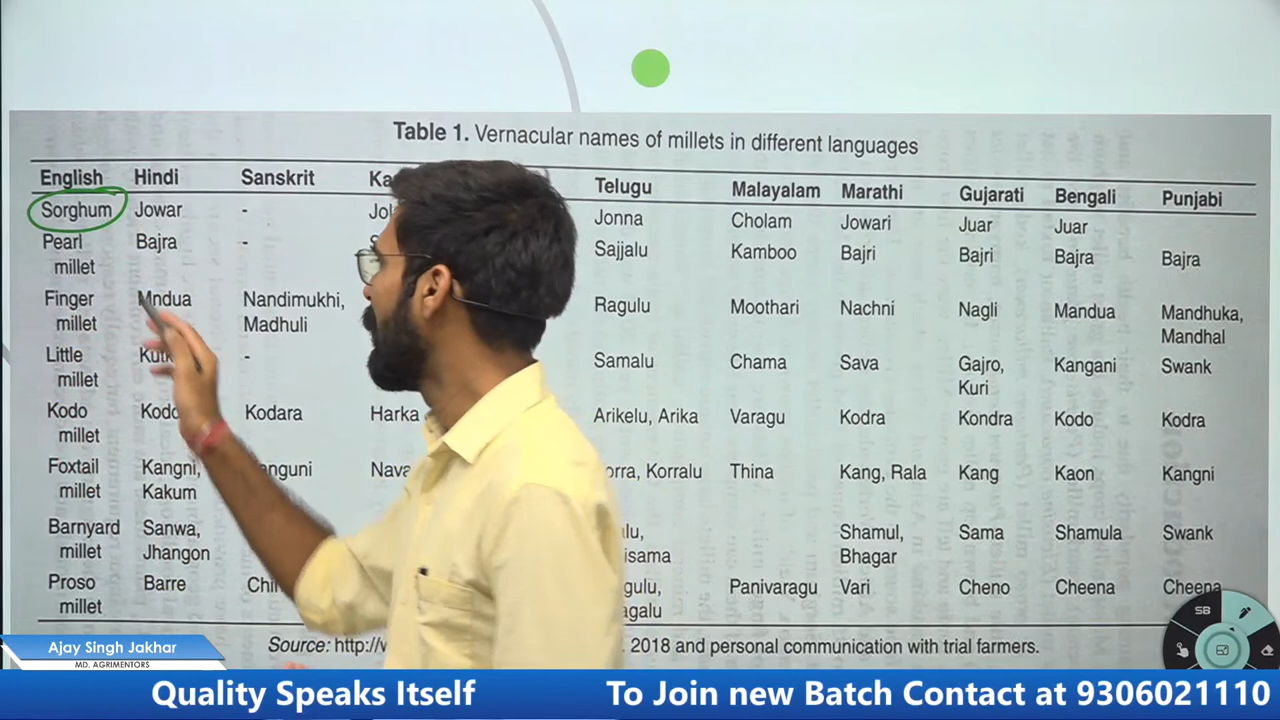 Table 1. Vernacular names of millets in different languages
English Hindi Sanskrit Telugu Malayalam Marathi Gujarati Bengali Punjabi
Sorghum Jowar - Jonna Cholam Jowari Juar Juar
Pearl millet Bajra - Sajjalu Kamboo Bajri Bajri Bajra Bajra
Finger millet Mndua Nandimukhi, Madhuli Ragulu Moothari Nachni Nagli Mandua Mandhuka, Mandhal
Little millet - Samalu Chama Sava Gajro, Kuri Kangani Swank
Kodo millet Kodo Kodara Harka Arikelu, Arika Varagu Kodra Kondra Kodo Kodra
Foxtail millet Kangni, Kakum Korralu Thina Kang, Rala Kang Kaon Kangni
Barnyard millet Sanwa, Jhangon Shamul, Bhagar Sama Shamula Swank
Proso millet Barre Panivaragu Vari Cheno Cheena Cheena
Source: 2018 and personal communication with trial farmers.
SB
Ajay Singh Jakhar
MD. AGRIMENTORS
Quality Speaks Itself To Join new Batch Contact at 9306021110